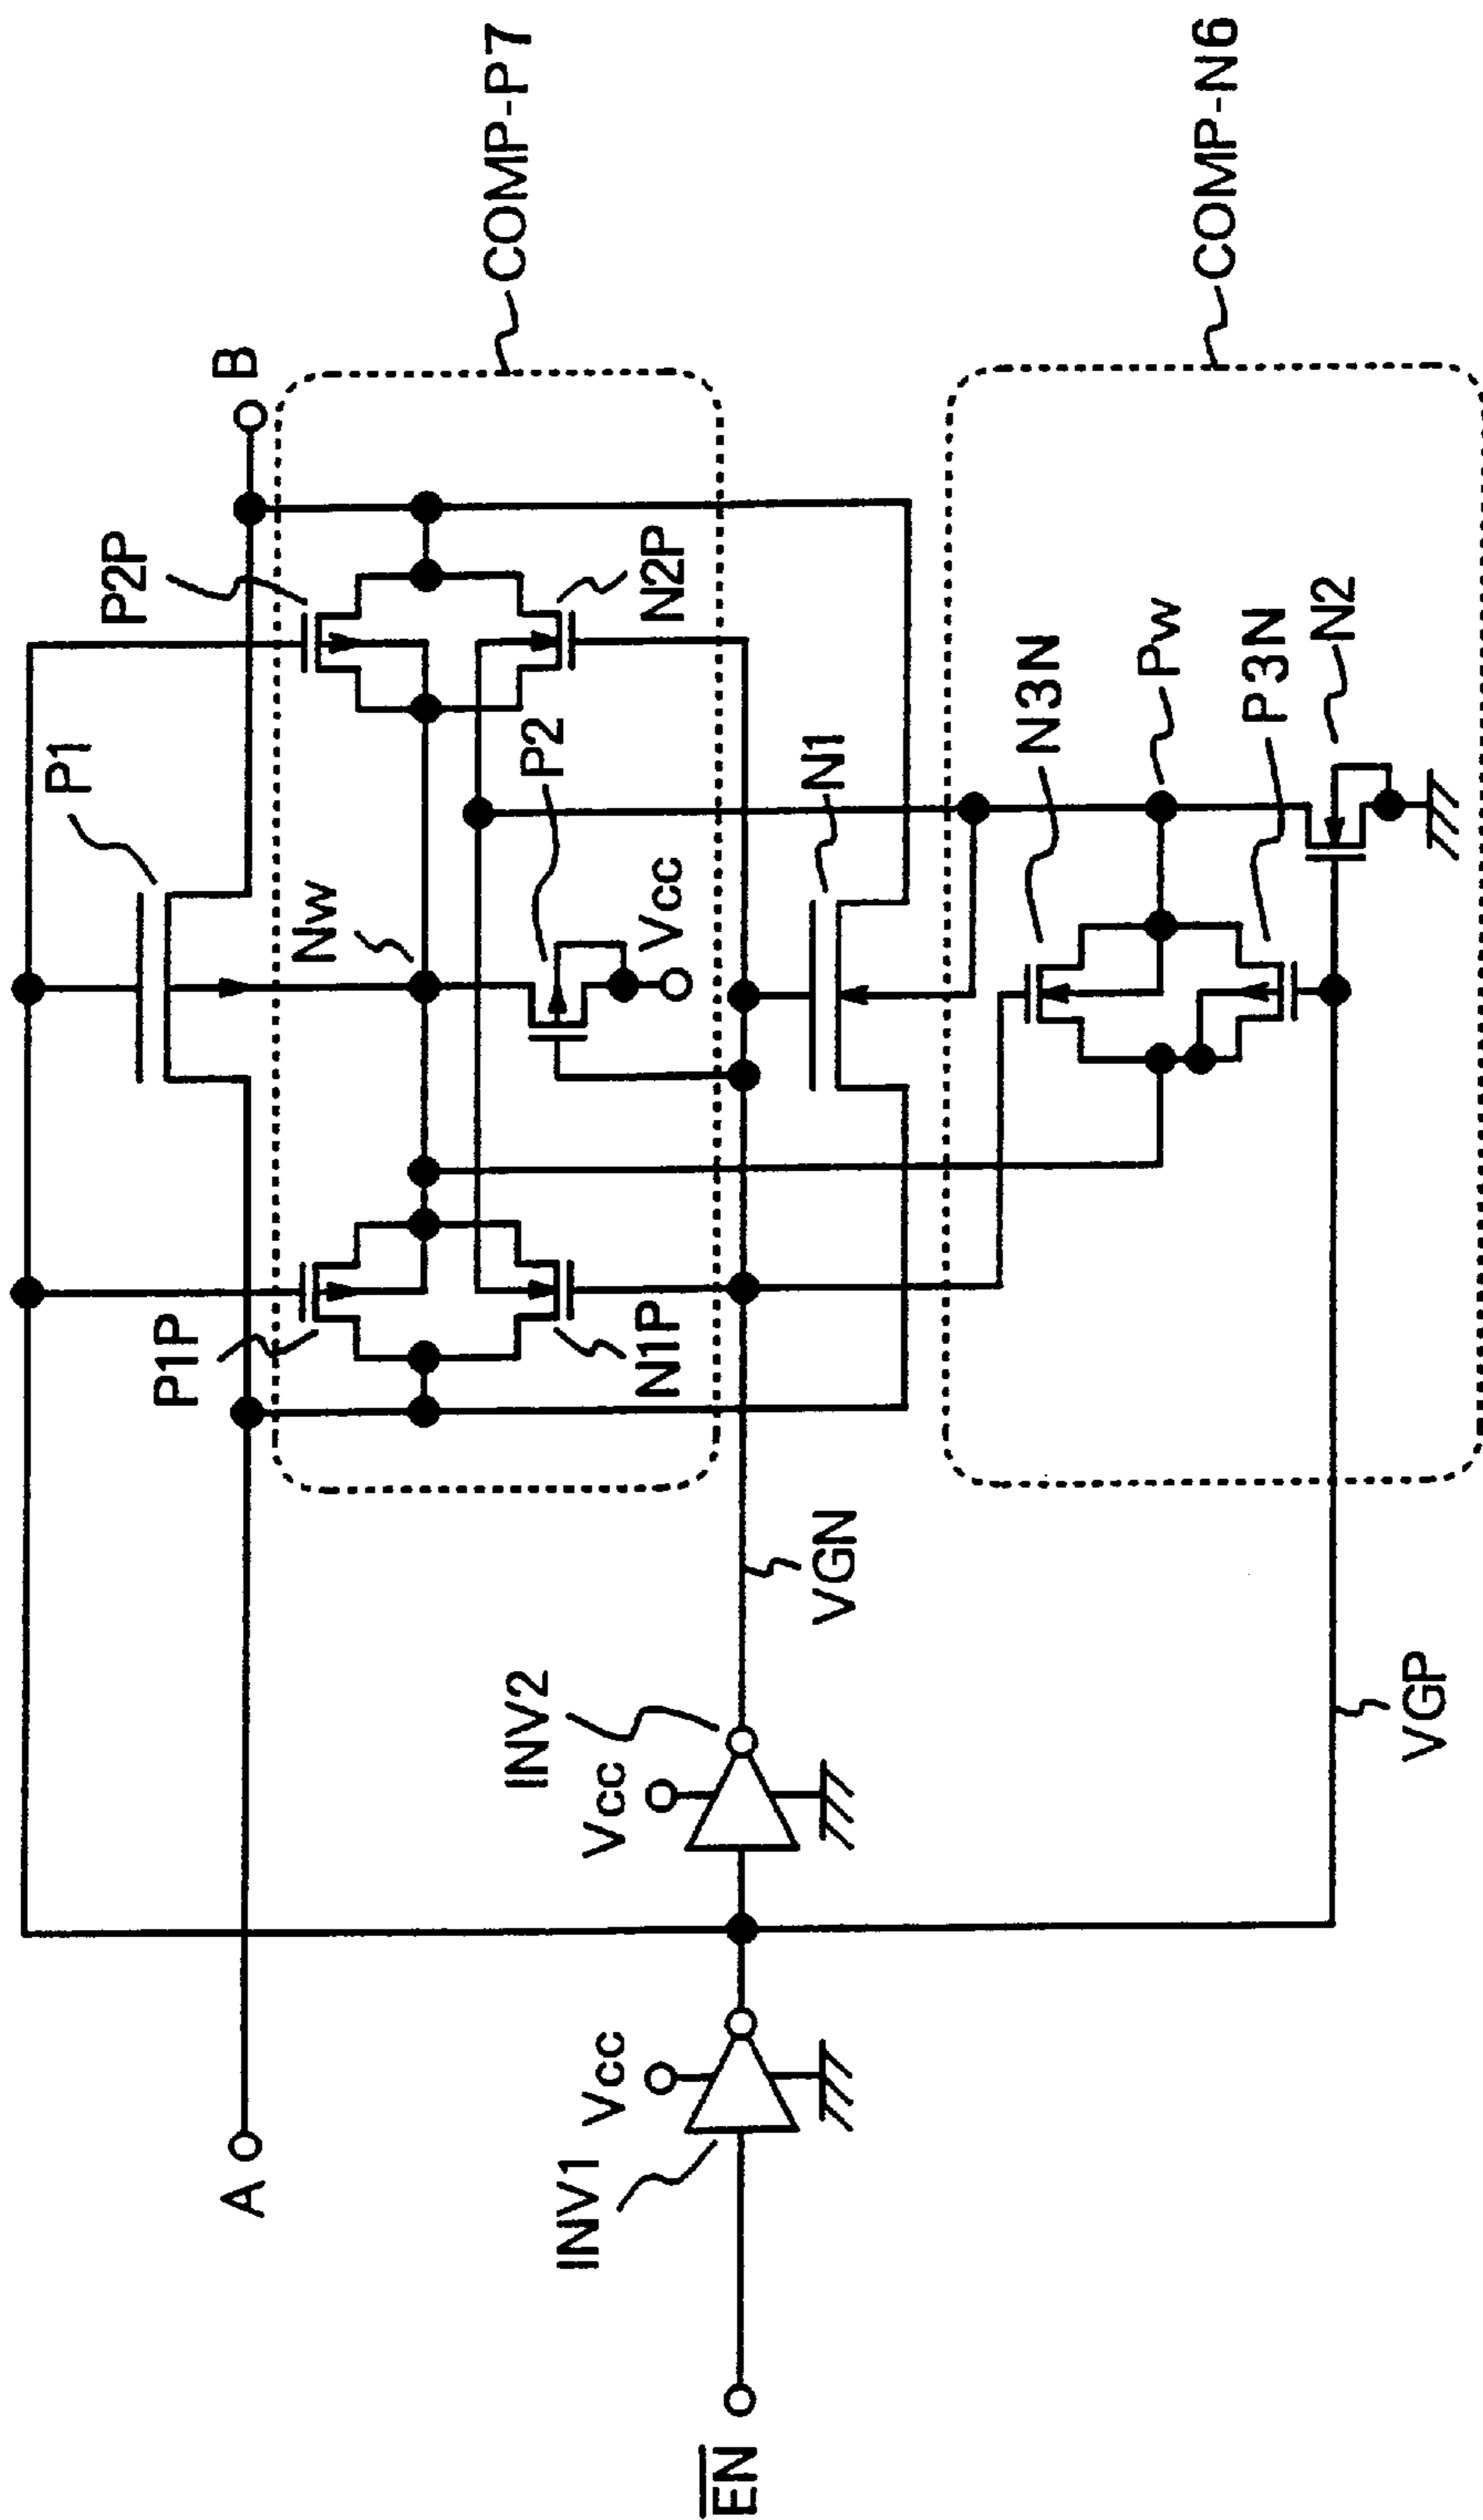 COMP-P7
COMP-N6
B
P2P
N2P
P1
P2
Nw
Vcc
N1
N3N
Pw
P3N
N2
P1P
N1P
VGN
VGP
INV2
Vcc
A
INV1
Vcc
EN